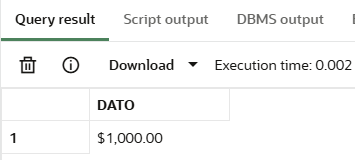 Query result Script output DBMS output
Download Execution time: 0.002
DATO
1 $1,000.00